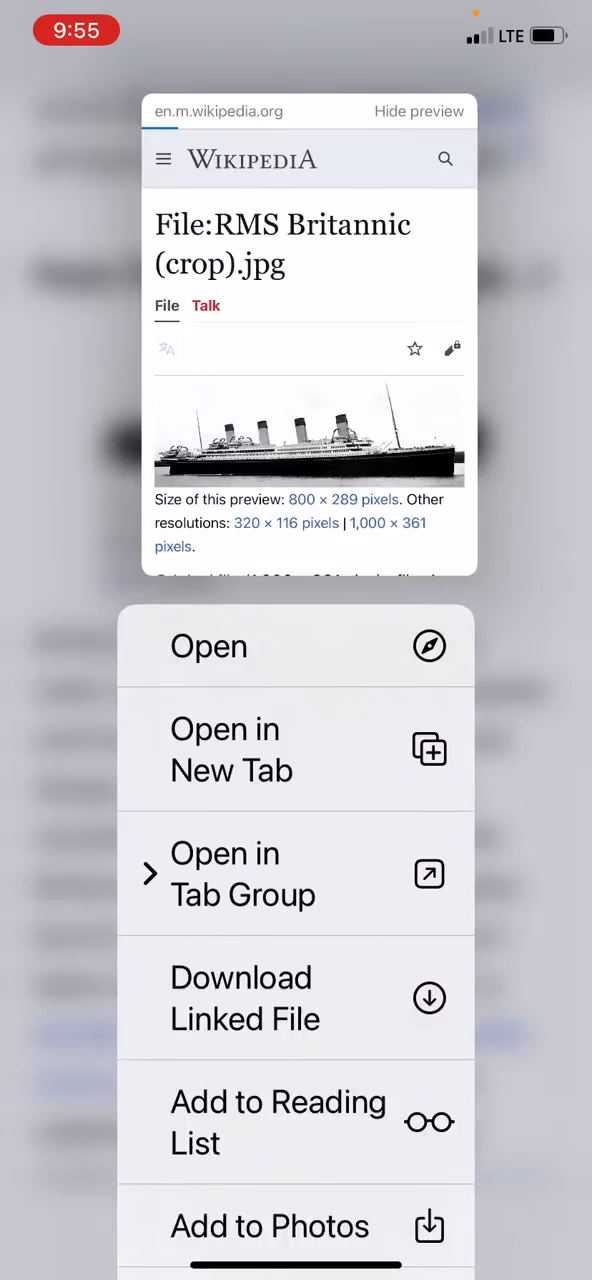 9:55
LTE
en.m.wikipedia.org Hide preview
WIKIPEDIA
File:RMS Britannic
(crop).jpg
File Talk
Size of this preview: 800 × 289 pixels. Other
resolutions: 320 × 116 pixels | 1,000 × 361
pixels.
Open
Open in
New Tab
Open in
Tab Group
Download
Linked File
Add to Reading
List
Add to Photos